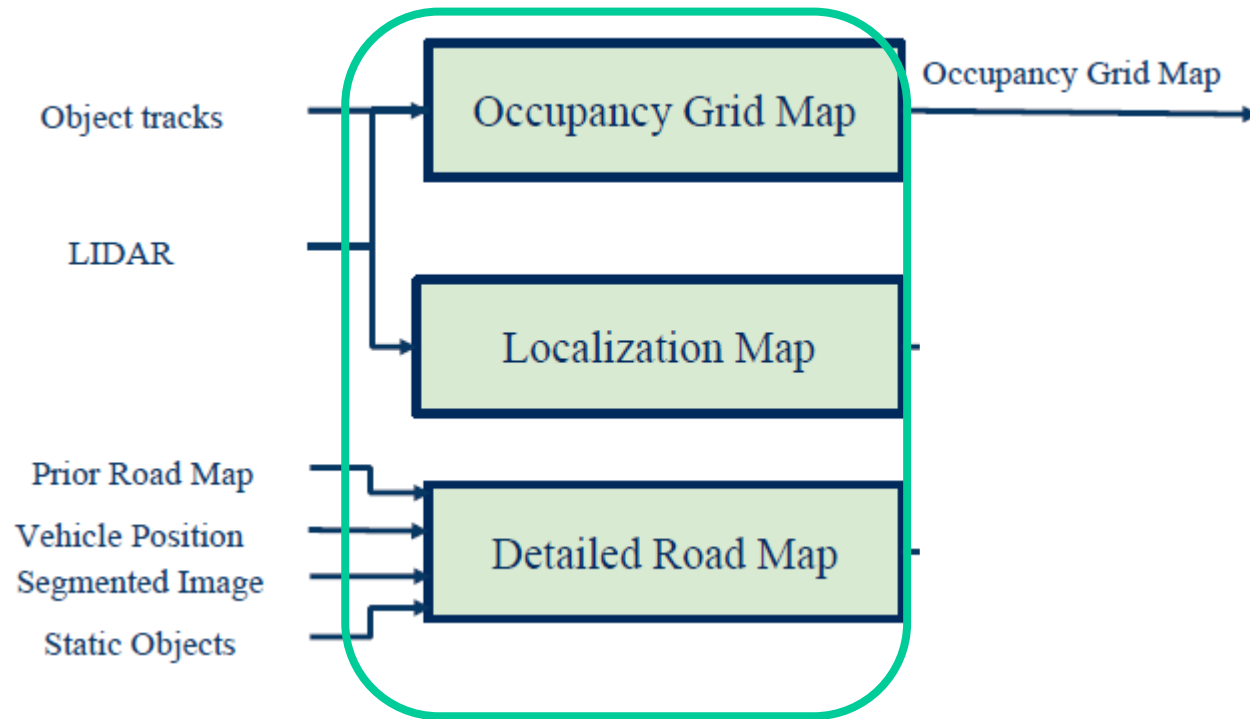 Occupancy Grid Map
Object tracks
Occupancy Grid Map
LIDAR
Localization Map
Prior Road Map
Vehicle Position
Detailed Road Map
Segmented Image
Static Objects